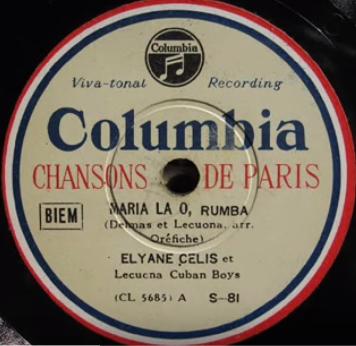 Columbia
Viva-tonal Recording
Columbia
CHANSONS DE PARIS
BIEM
MARIA LA O, RUMBA
(Delmas et Lecuona, arr.
Oréfiche)
ELYANE CELIS et
Lecuona Cuban Boys
(CL 5685) A S-81